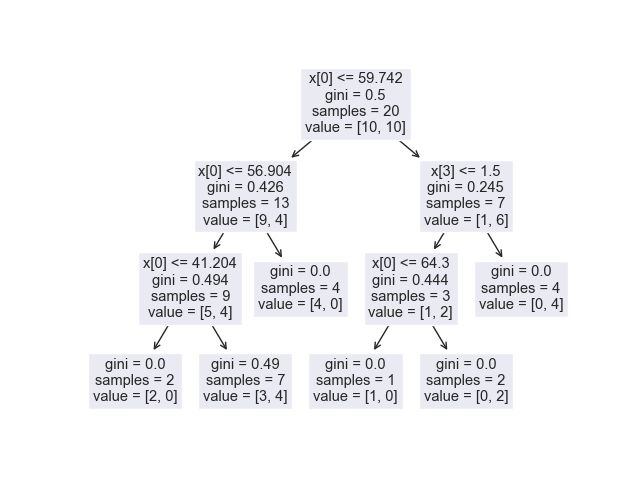 x[0] <= 59.742
gini = 0.5
samples = 20
value = [10, 10]
x[0] <= 56.904
gini = 0.426
samples = 13
value = [9, 4]
x[3] <= 1.5
gini = 0.245
samples = 7
value = [1, 6]
x[0] <= 41.204
gini = 0.494
samples = 9
value = [5, 4]
gini = 0.0
samples = 4
value = [4, 0]
x[0] <= 64.3
gini = 0.444
samples = 3
value = [1, 2]
gini = 0.0
samples = 4
value = [0, 4]
gini = 0.0
samples = 2
value = [2, 0]
gini = 0.49
samples = 7
value = [3, 4]
gini = 0.0
samples = 1
value = [1, 0]
gini = 0.0
samples = 2
value = [0, 2]